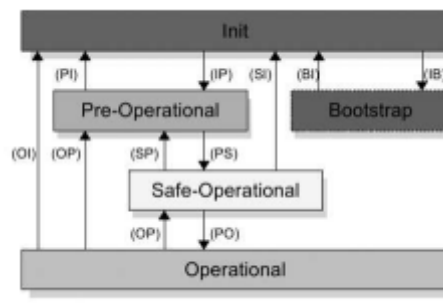 Init
(PI) (IP) (SI) (BI) (IB)
Pre-Operational Bootstrap
(OI) (OP) (SP) (PS)
Safe-Operational
(OP) (PO)
Operational